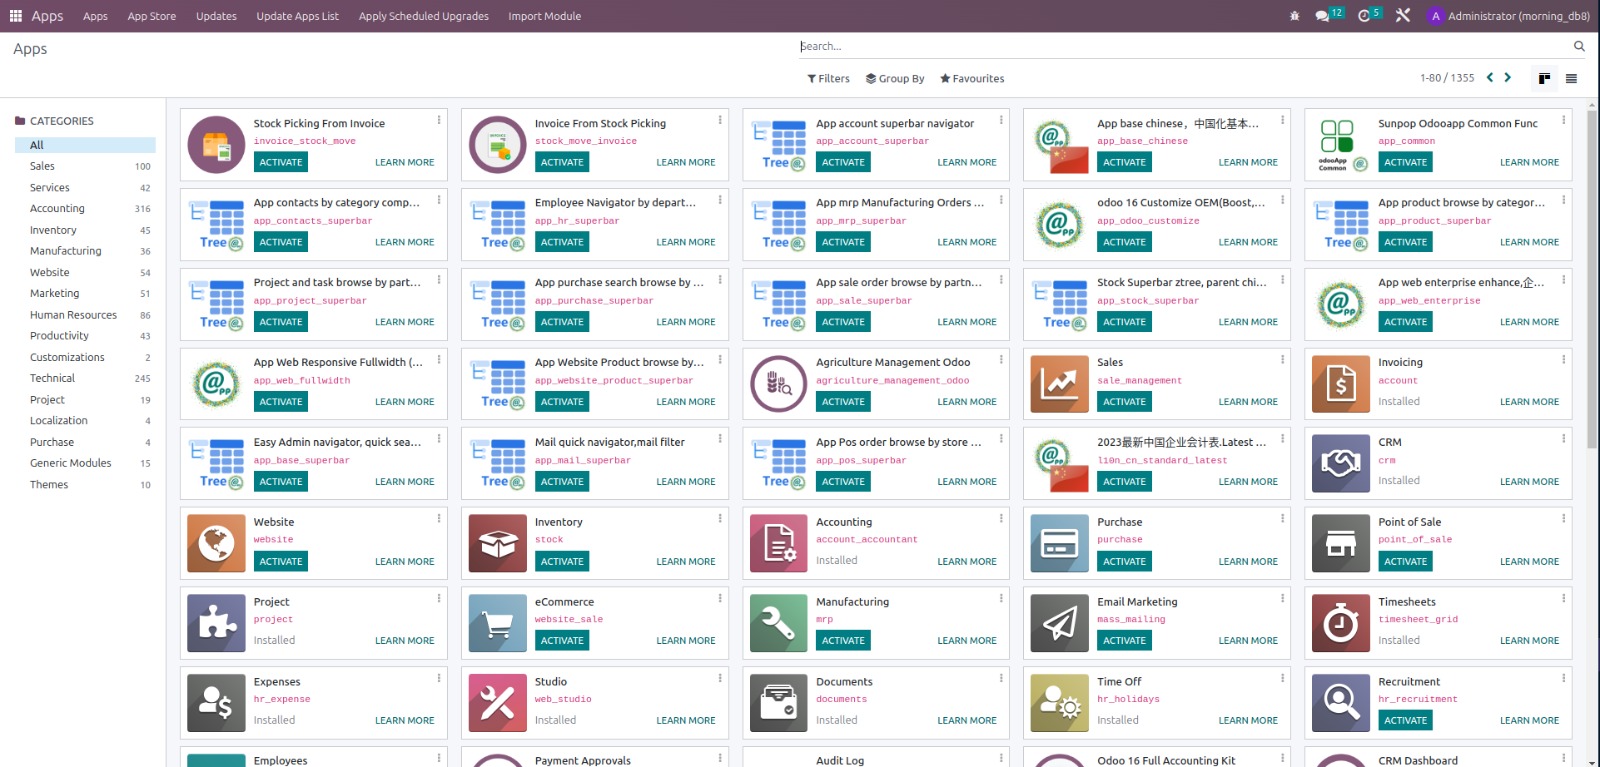 Apps Apps App Store Updates Update Apps List Apply Scheduled Upgrades Import Module 12 5 A Administrator (morning_db8)
Apps Search...
Filters Group By Favourites 1-80 / 1355
CATEGORIES
All
Sales 100
Services 42
Accounting 316
Inventory 45
Manufacturing 36
Website 54
Marketing 51
Human Resources 86
Productivity 43
Customizations 2
Technical 245
Project 19
Localization 4
Purchase 4
Generic Modules 15
Themes 10
Stock Picking From Invoice
invoice_stock_move
ACTIVATE LEARN MORE
Invoice From Stock Picking
stock_move_invoice
ACTIVATE LEARN MORE
App account superbar navigator
app_account_superbar
Tree ACTIVATE LEARN MORE
App base chinese，中国化基本...
app_base_chinese
ACTIVATE LEARN MORE
Sunpop Odooapp Common Func
app_common
odooApp
Common
ACTIVATE LEARN MORE
App contacts by category comp...
app_contacts_superbar
Tree ACTIVATE LEARN MORE
Employee Navigator by depart...
app_hr_superbar
Tree ACTIVATE LEARN MORE
App mrp Manufacturing Orders ...
app_mrp_superbar
Tree ACTIVATE LEARN MORE
odoo 16 Customize OEM(Boost,...
app_odoo_customize
@pp ACTIVATE LEARN MORE
App product browse by categor...
app_product_superbar
Tree ACTIVATE LEARN MORE
Project and task browse by part...
app_project_superbar
Tree ACTIVATE LEARN MORE
App purchase search browse by ...
app_purchase_superbar
Tree ACTIVATE LEARN MORE
App sale order browse by partn...
app_sale_superbar
Tree ACTIVATE LEARN MORE
Stock Superbar ztree, parent chi...
app_stock_superbar
Tree ACTIVATE LEARN MORE
App web enterprise enhance,企...
app_web_enterprise
@pp ACTIVATE LEARN MORE
App Web Responsive Fullwidth (...
app_web_fullwidth
@pp ACTIVATE LEARN MORE
App Website Product browse by...
app_website_product_superbar
Tree ACTIVATE LEARN MORE
Agriculture Management Odoo
agriculture_management_odoo
ACTIVATE LEARN MORE
Sales
sale_management
ACTIVATE LEARN MORE
Invoicing
account
Installed LEARN MORE
Easy Admin navigator, quick sea...
app_base_superbar
Tree ACTIVATE LEARN MORE
Mail quick navigator,mail filter
app_mail_superbar
Tree ACTIVATE LEARN MORE
App Pos order browse by store ...
app_pos_superbar
Tree ACTIVATE LEARN MORE
2023最新中国企业会计表.Latest ...
l10n_cn_standard_latest
ACTIVATE LEARN MORE
CRM
crm
Installed LEARN MORE
Website
website
ACTIVATE LEARN MORE
Inventory
stock
ACTIVATE LEARN MORE
Accounting
account_accountant
Installed LEARN MORE
Purchase
purchase
ACTIVATE LEARN MORE
Point of Sale
point_of_sale
ACTIVATE LEARN MORE
Project
project
Installed LEARN MORE
eCommerce
website_sale
ACTIVATE LEARN MORE
Manufacturing
mrp
ACTIVATE LEARN MORE
Email Marketing
mass_mailing
ACTIVATE LEARN MORE
Timesheets
timesheet_grid
Installed LEARN MORE
Expenses
hr_expense
Installed LEARN MORE
Studio
web_studio
Installed LEARN MORE
Documents
documents
Installed LEARN MORE
Time Off
hr_holidays
Installed LEARN MORE
Recruitment
hr_recruitment
ACTIVATE LEARN MORE
Employees
Payment Approvals
Audit Log
Odoo 16 Full Accounting Kit
CRM Dashboard